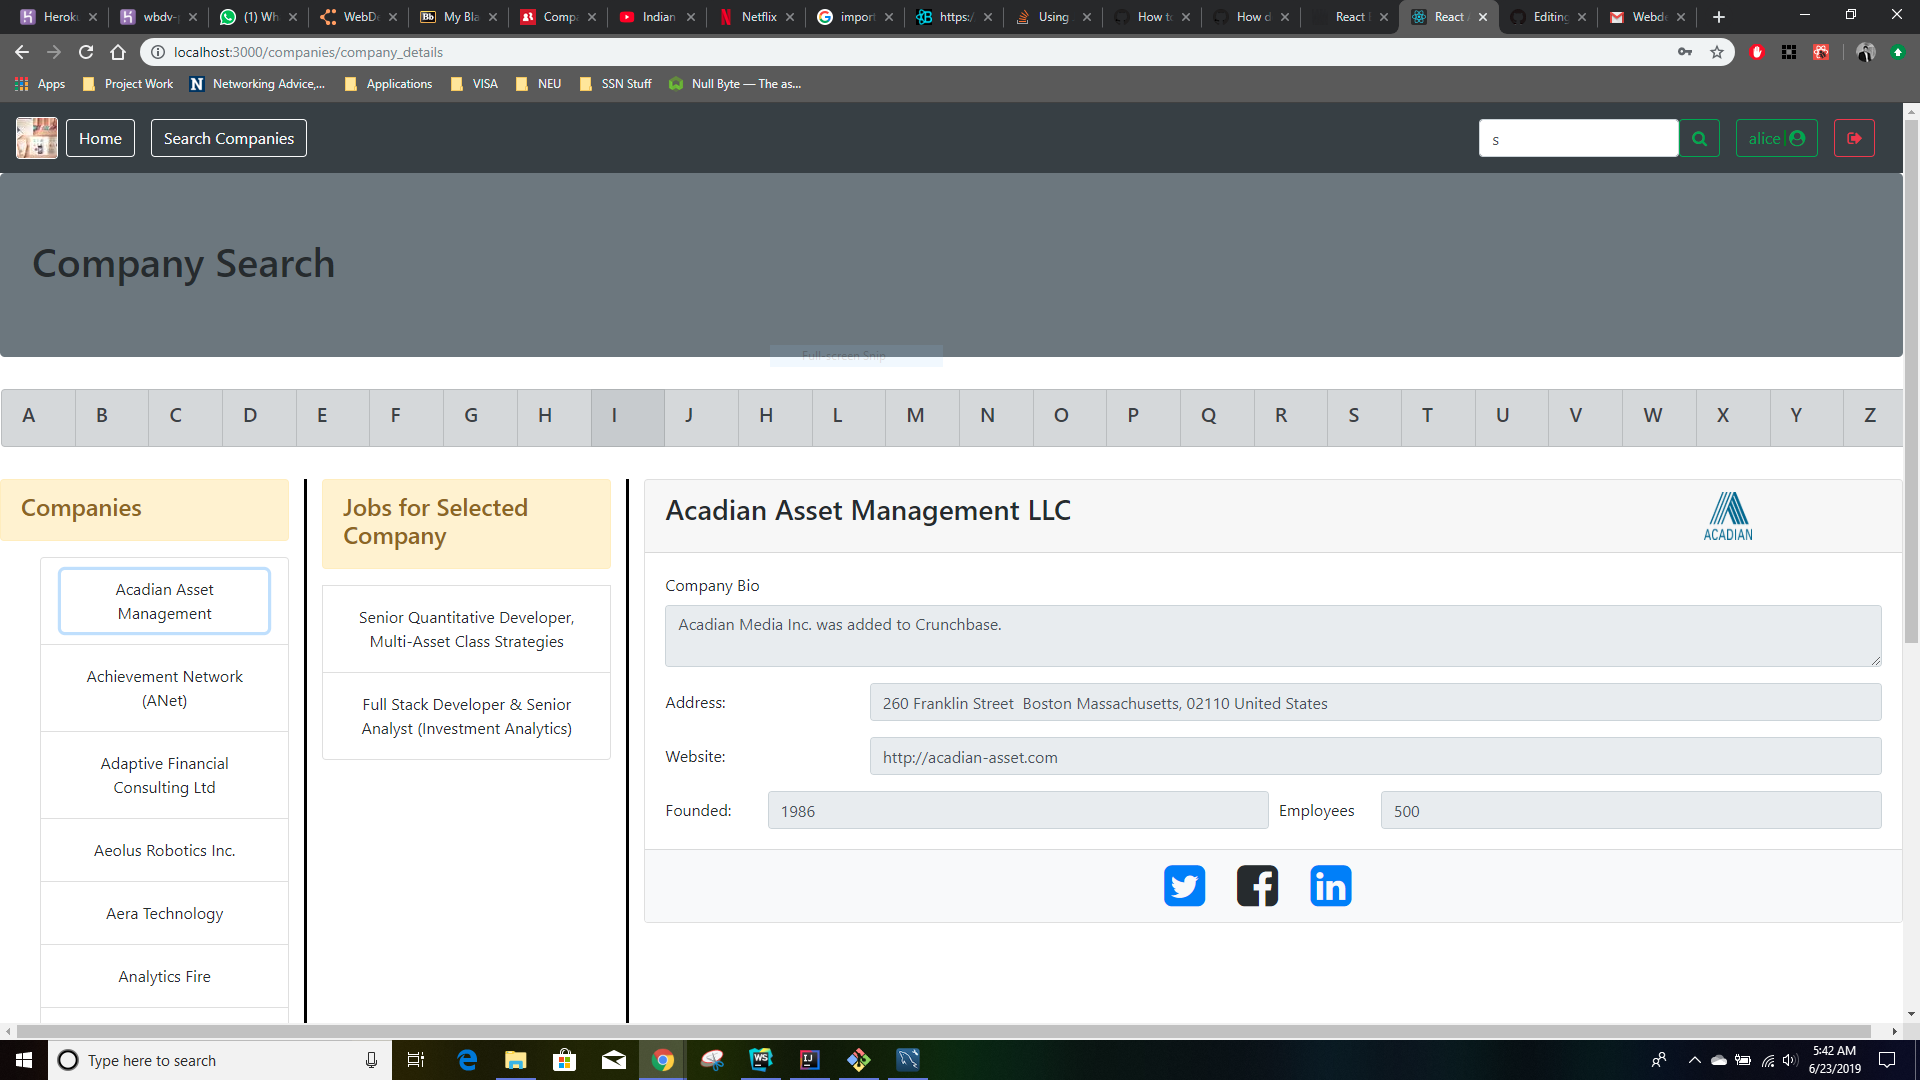 Heroku
wbdv-
(1) Wh
WebDe
My Bla
Comp
Indian
Netflix
import
https:/
Using
How to
How d
React
React
Editing
Webde
localhost:3000/companies/company_details
Apps
Project Work
Networking Advice,...
Applications
VISA
NEU
SSN Stuff
Null Byte — The as...
Home
Search Companies
s
alice
Company Search
Full-screen Snip
A B C D E F G H I J H L M N O P Q R S T U V W X Y Z
Companies
Acadian Asset
Management
Achievement Network
(ANet)
Adaptive Financial
Consulting Ltd
Aeolus Robotics Inc.
Aera Technology
Analytics Fire
Jobs for Selected
Company
Senior Quantitative Developer,
Multi-Asset Class Strategies
Full Stack Developer & Senior
Analyst (Investment Analytics)
Acadian Asset Management LLC
ACADIAN
Company Bio
Acadian Media Inc. was added to Crunchbase.
Address:
260 Franklin Street  Boston Massachusetts, 02110 United States
Website:
http://acadian-asset.com
Founded:
1986
Employees
500
Type here to search
5:42 AM
6/23/2019